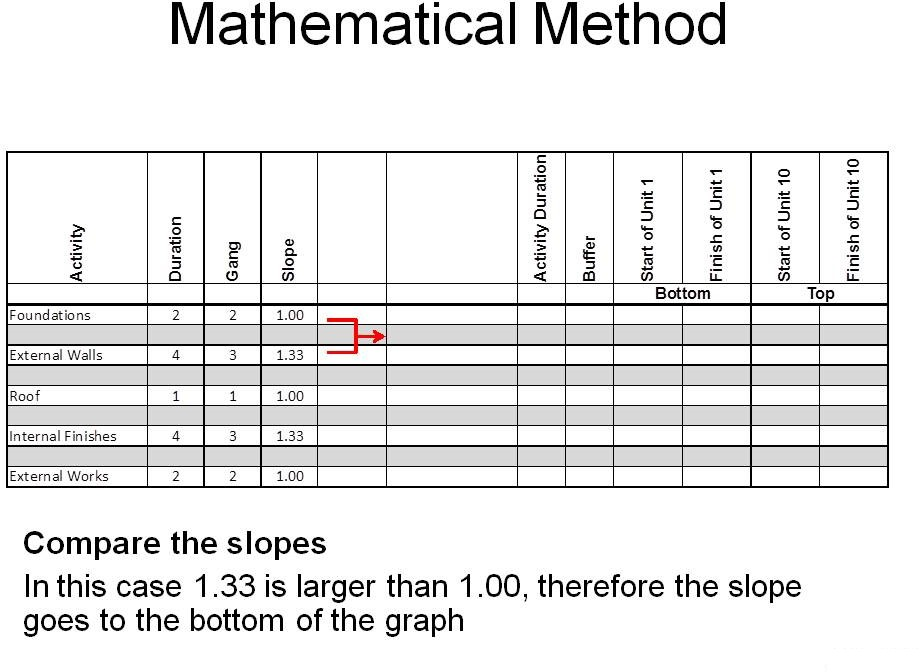 Mathematical Method
Activity Duration Gang Slope Activity Duration Buffer Start of Unit 1 Finish of Unit 1 Start of Unit 10 Finish of Unit 10
Bottom Top
Foundations 2 2 1.00
External Walls 4 3 1.33
Roof 1 1 1.00
Internal Finishes 4 3 1.33
External Works 2 2 1.00
Compare the slopes
In this case 1.33 is larger than 1.00, therefore the slope
goes to the bottom of the graph